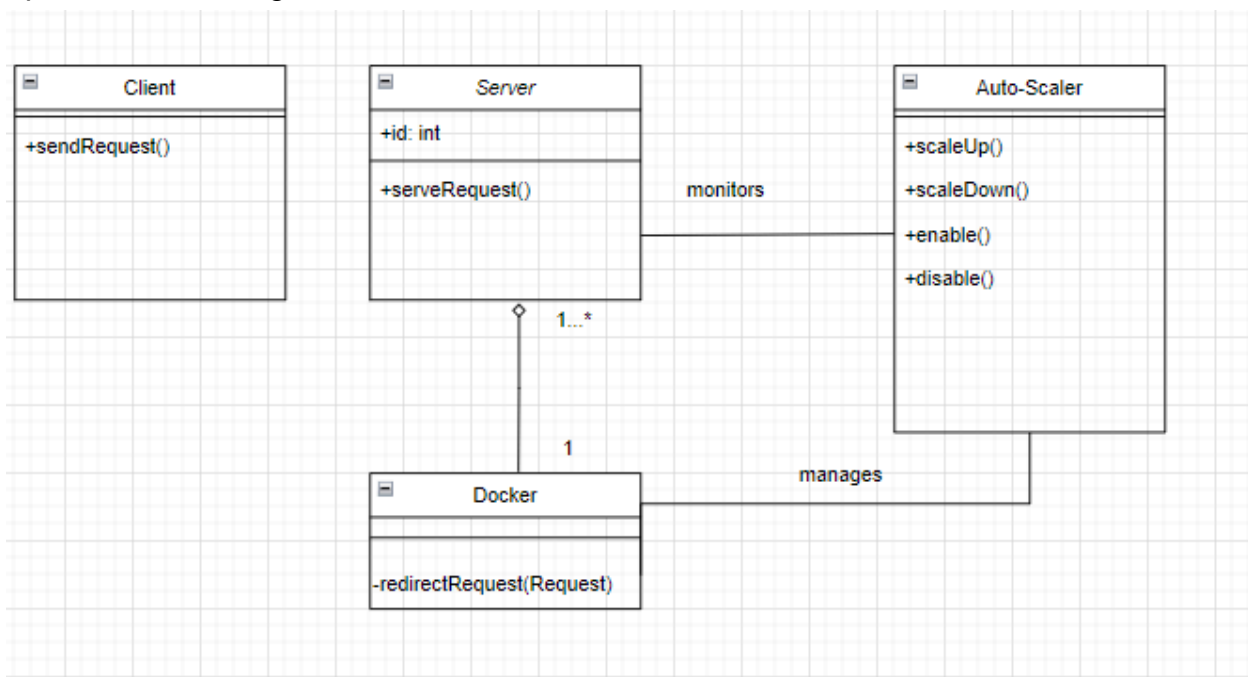 Client
+sendRequest()
Server
+id: int
+serveRequest()
monitors
Auto-Scaler
+scaleUp()
+scaleDown()
+enable()
+disable()
1...*
1
manages
Docker
-redirectRequest(Request)